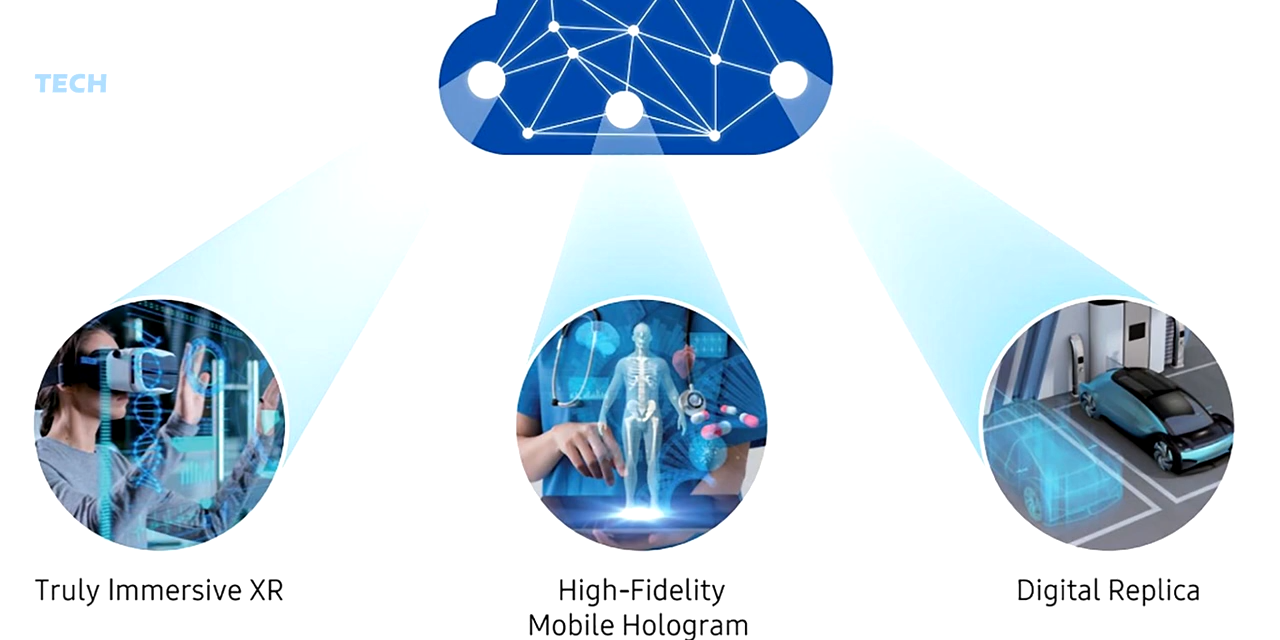 TECH
Truly Immersive XR
High-Fidelity
Mobile Hologram
Digital Replica